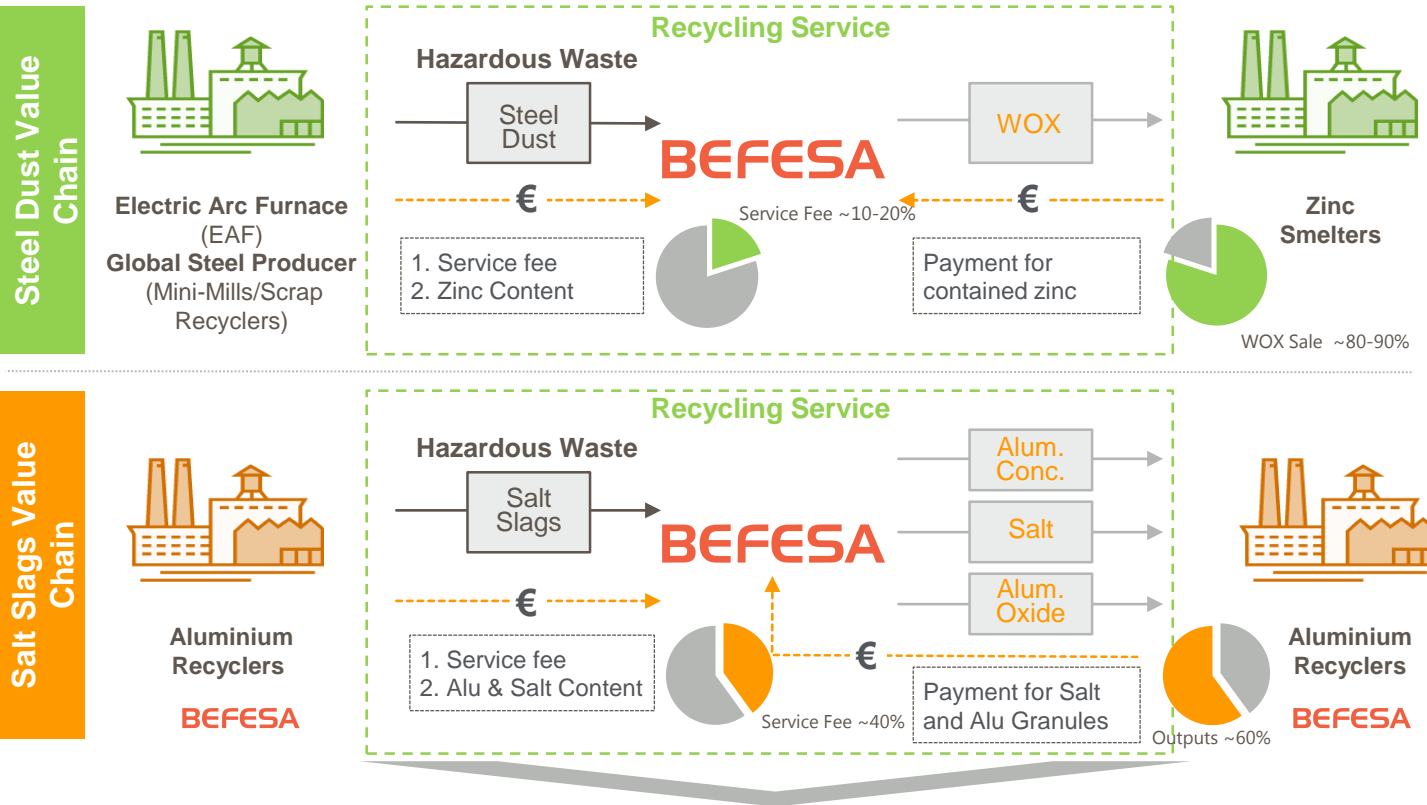 Steel Dust Value
Chain
Recycling Service
Hazardous Waste
Steel
Dust
WOX
BEFESA
€
€
Service Fee ~10-20%
Electric Arc Furnace
(EAF)
Global Steel Producer
(Mini-Mills/Scrap
Recyclers)
1. Service fee
2. Zinc Content
Payment for
contained zinc
Zinc
Smelters
WOX Sale ~80-90%
Salt Slags Value
Chain
Recycling Service
Hazardous Waste
Salt
Slags
BEFESA
Alum.
Conc.
Salt
Alum.
Oxide
€
€
Aluminium
Recyclers
BEFESA
1. Service fee
2. Alu & Salt Content
Service Fee ~40%
Payment for Salt
and Alu Granules
Outputs ~60%
Aluminium
Recyclers
BEFESA